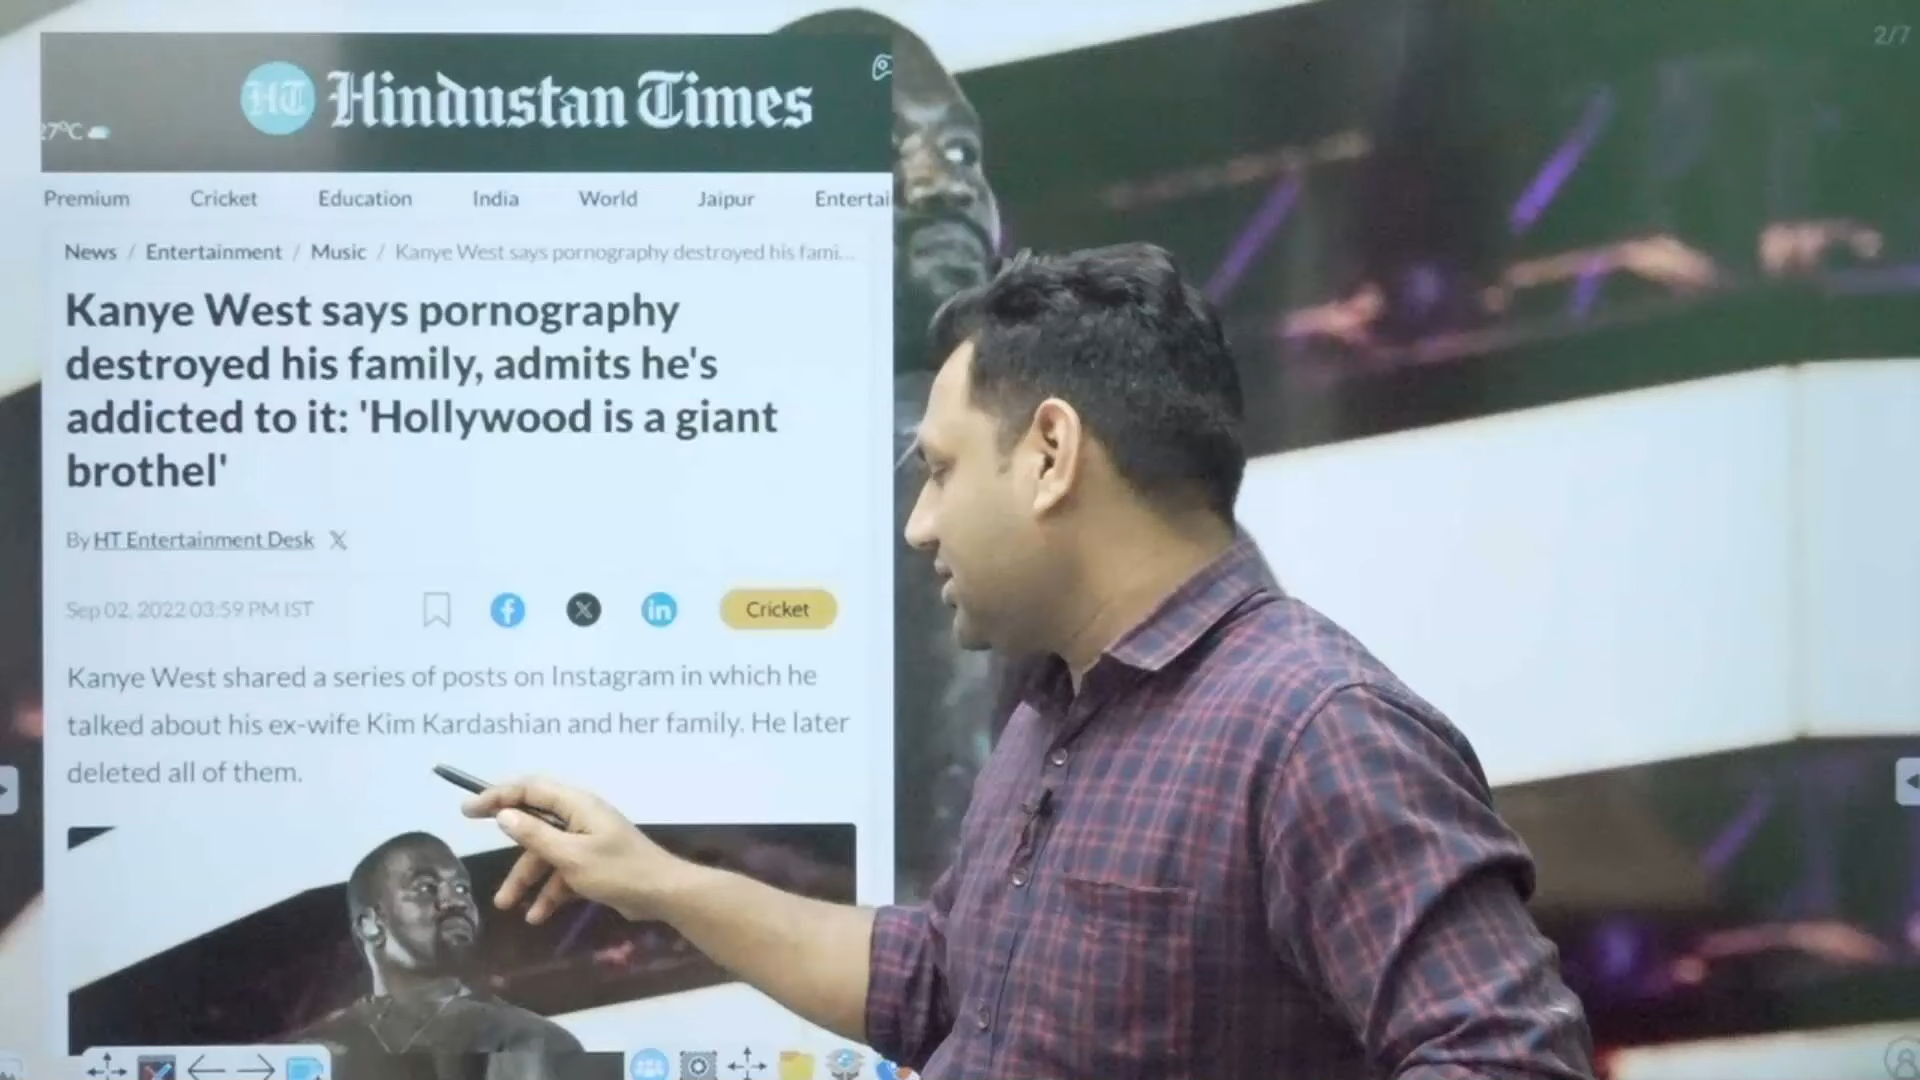 2/7
HT Hindustan Times
27°C
Premium Cricket Education India World Jaipur Entertai
News / Entertainment / Music / Kanye West says pornography destroyed his fami...
Kanye West says pornography
destroyed his family, admits he's
addicted to it: 'Hollywood is a giant
brothel'
By HT Entertainment Desk X
Sep 02, 2022 03:59 PM IST f X in Cricket
Kanye West shared a series of posts on Instagram in which he
talked about his ex-wife Kim Kardashian and her family. He later
deleted all of them.